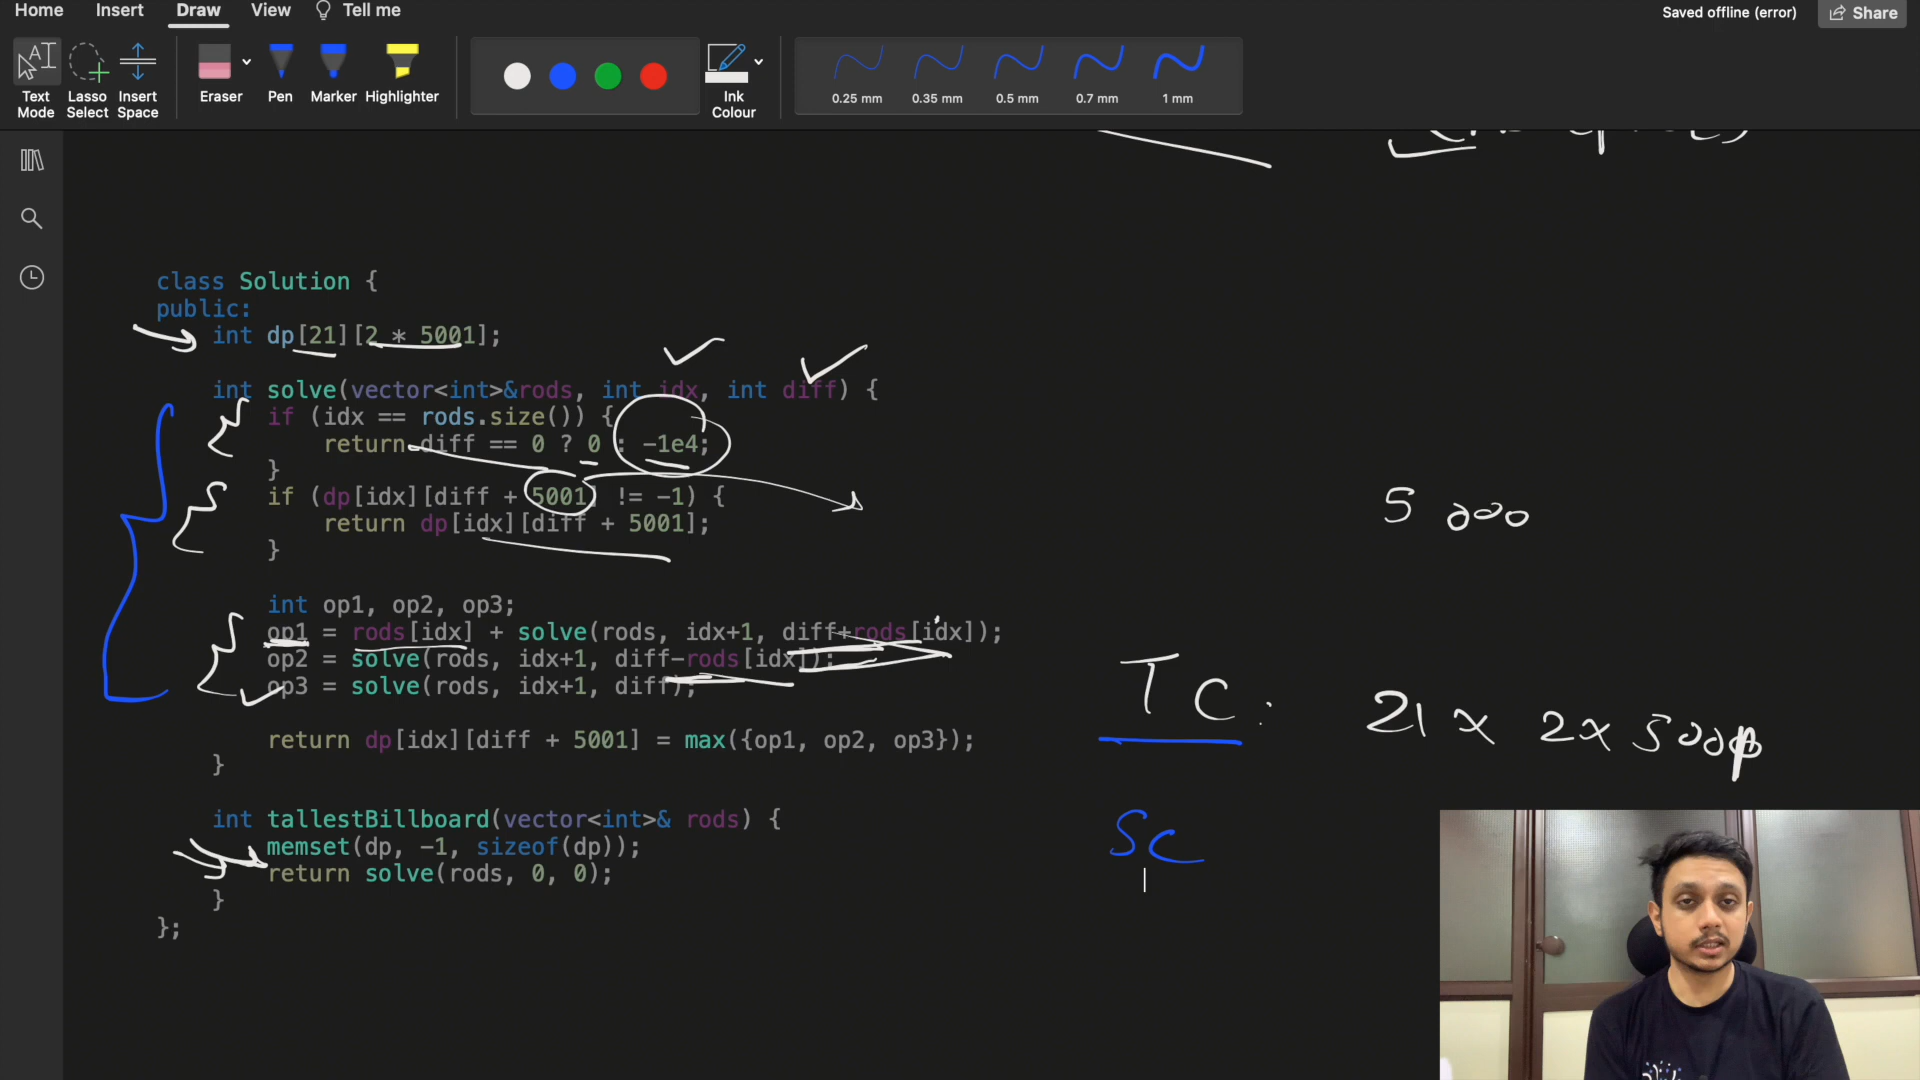 Home Insert Draw View Tell me
Saved offline (error) Share
Text Mode
Lasso Select
Insert Space
Eraser
Pen
Marker
Highlighter
Ink Colour
0.25 mm
0.35 mm
0.5 mm
0.7 mm
1 mm
class Solution {
public:
int dp[21][2 * 5001];
int solve(vector<int>&rods, int idx, int diff) {
if (idx == rods.size()) {
return diff == 0 ? 0 : -1e4;
}
if (dp[idx][diff + 5001] != -1) {
return dp[idx][diff + 5001];
}
int op1, op2, op3;
op1 = rods[idx] + solve(rods, idx+1, diff+rods[idx]);
op2 = solve(rods, idx+1, diff-rods[idx]);
op3 = solve(rods, idx+1, diff);
return dp[idx][diff + 5001] = max({op1, op2, op3});
}
int tallestBillboard(vector<int>& rods) {
memset(dp, -1, sizeof(dp));
return solve(rods, 0, 0);
}
};
5 000
TC: 21 x 2 x
SC